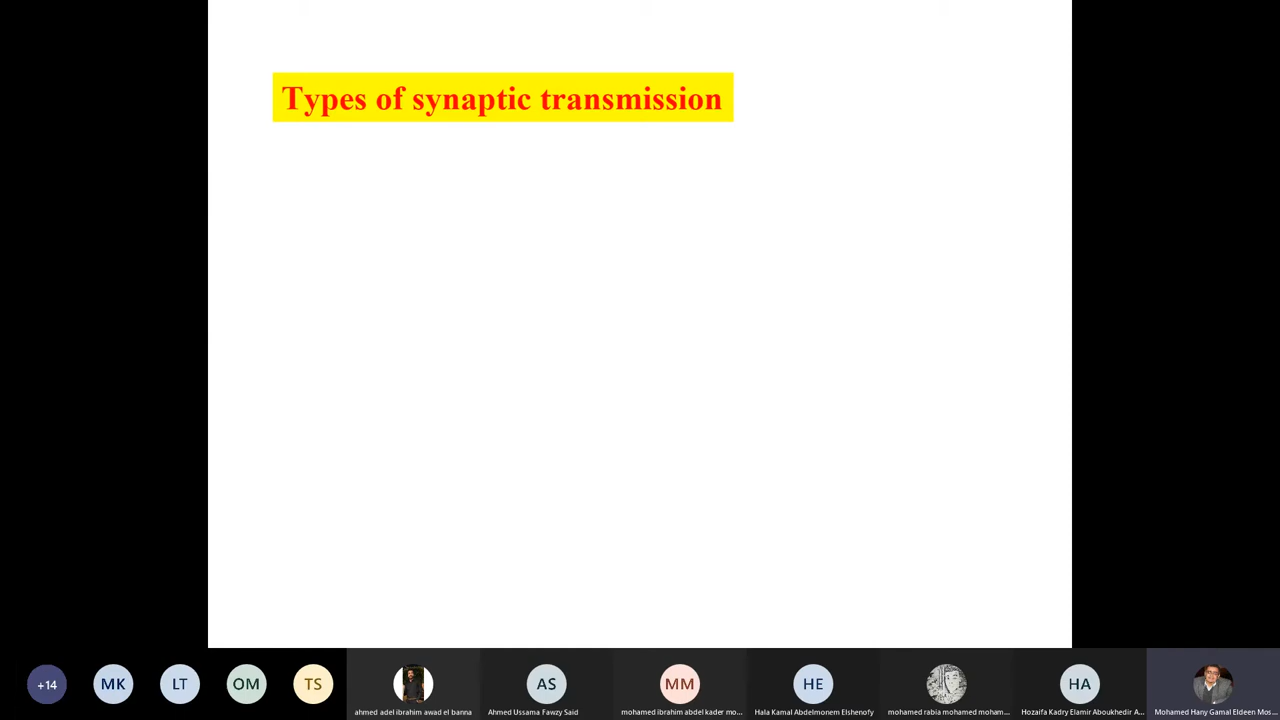 Types of synaptic transmission
+14
MK
LT
OM
TS
AS
MM
HE
HA
ahmed adel ibrahim awad el banna
Ahmed Ussama Fawzy Said
mohamed ibrahim abdel kader mo...
Hala Kamal Abdelmonem Elshenofy
mohamed rabia mohamed moham...
Hozaifa Kadry Elamir Aboukhedir A...
Mohamed Hany Gamal Eldeen Mos...